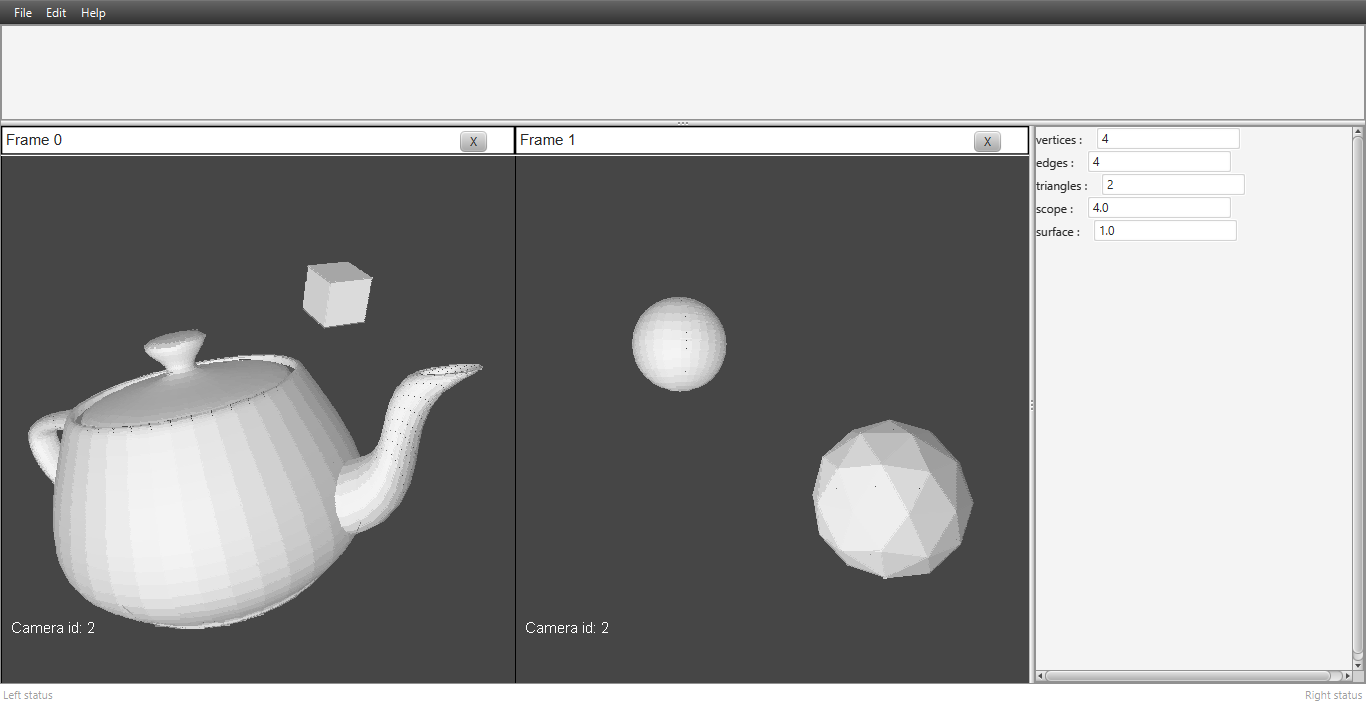 File Edit Help
Frame 0 X Frame 1 X
vertices : 4
edges : 4
triangles : 2
scope : 4.0
surface : 1.0
Camera id: 2 Camera id: 2
Left status Right status